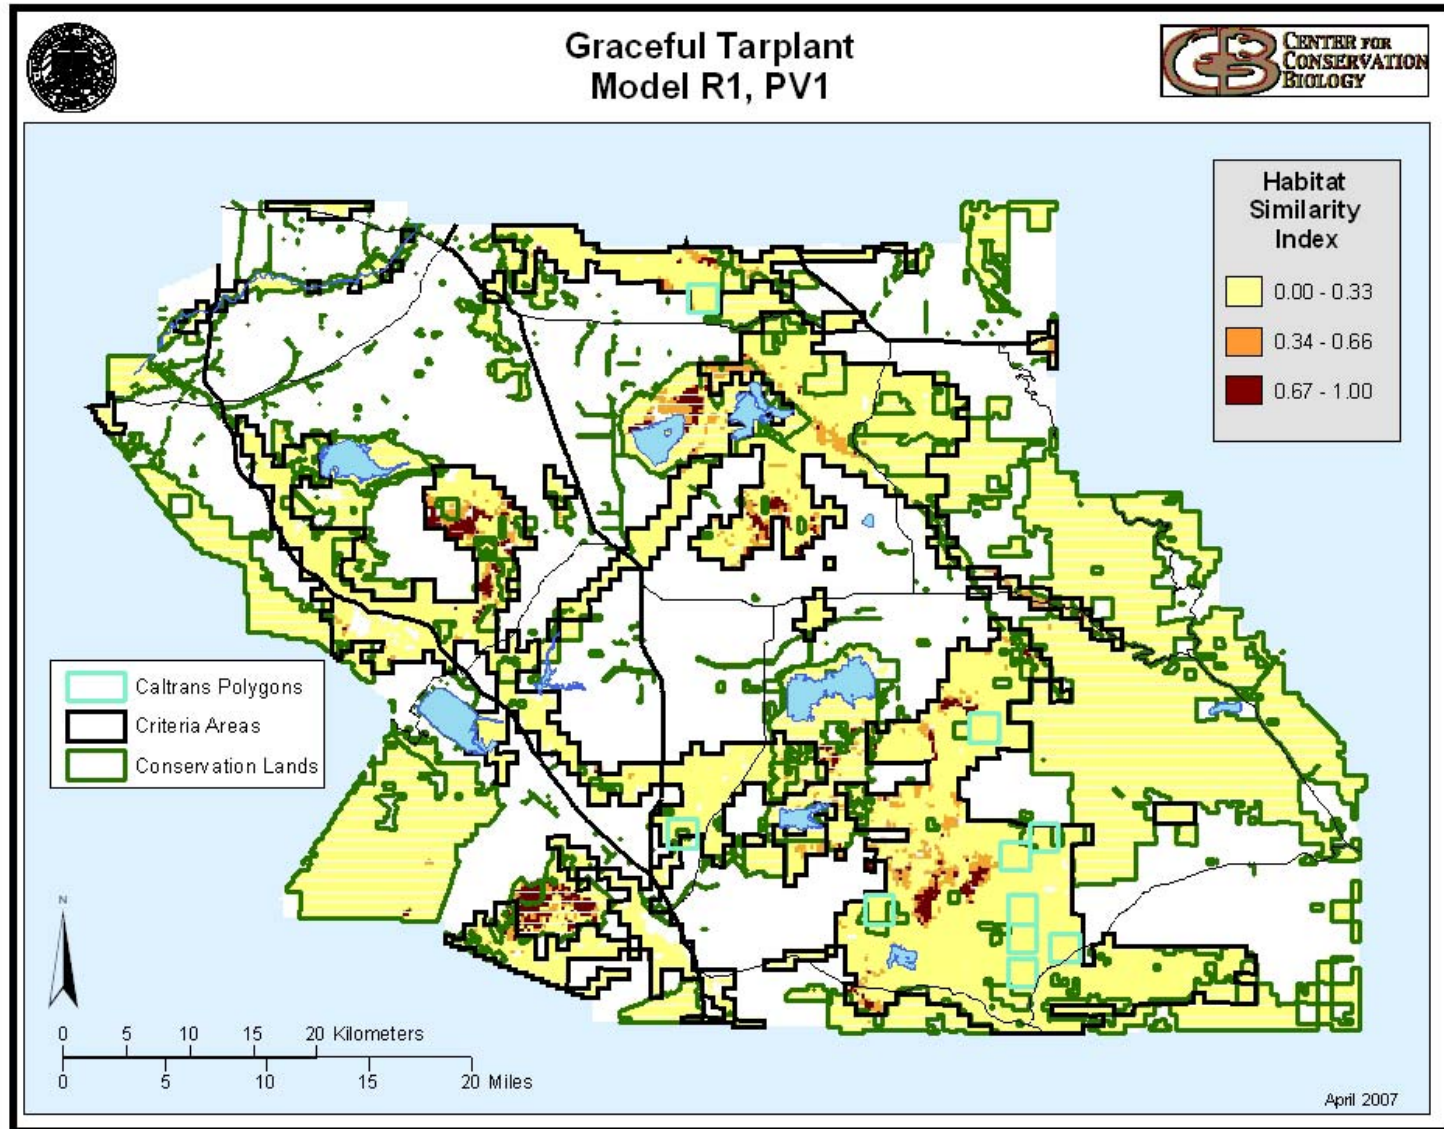 Graceful Tarplant
Model R1, PV1
CENTER FOR
CONSERVATION
BIOLOGY
Habitat
Similarity
Index
0.00 - 0.33
0.34 - 0.66
0.67 - 1.00
Caltrans Polygons
Criteria Areas
Conservation Lands
N
0 5 10 15 20 Kilometers
0 5 10 15 20 Miles
April 2007